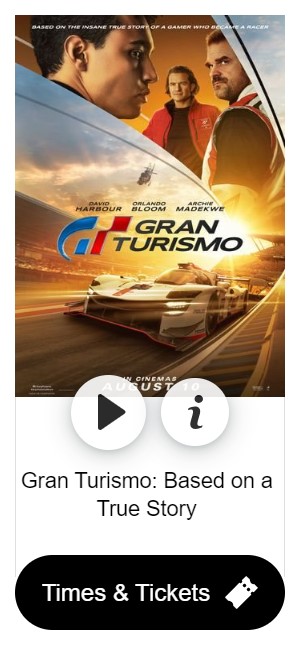 BASED ON THE INSANE TRUE STORY OF A GAMER WHO BECAME A RACER
DAVID HARBOUR ORLANDO BLOOM ARCHIE MADEKWE
GRAN
TURISMO
IN CINEMAS
AUGUST 10
i
Gran Turismo: Based on a
True Story
Times & Tickets